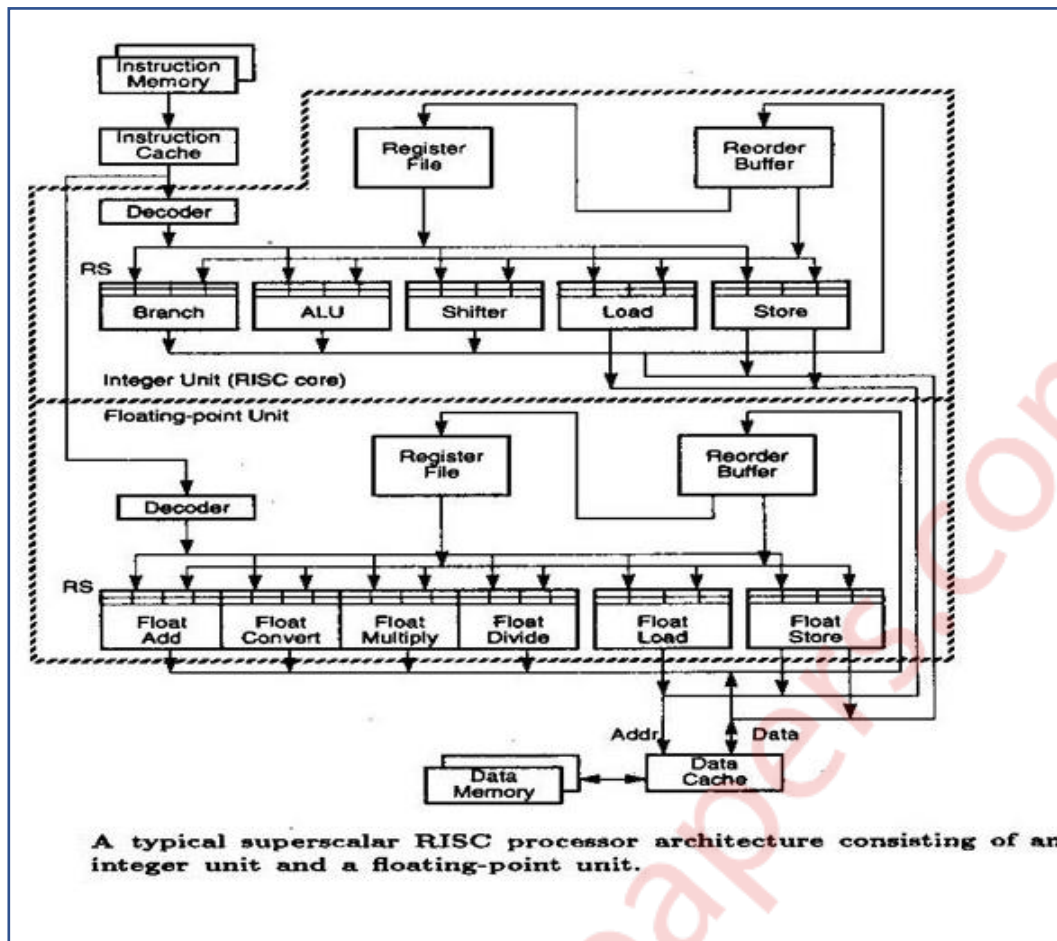 Instruction
Memory
Instruction
Cache
Register
File
Reorder
Buffer
Decoder
RS
Branch
ALU
Shifter
Load
Store
Integer Unit (RISC core)
Floating-point Unit
Register
File
Reorder
Buffer
Decoder
RS
Float
Add
Float
Convert
Float
Multiply
Float
Divide
Float
Load
Float
Store
Addr
Data
Data
Cache
Data
Memory
A typical superscalar RISC processor architecture consisting of an
integer unit and a floating-point unit.
apers.com